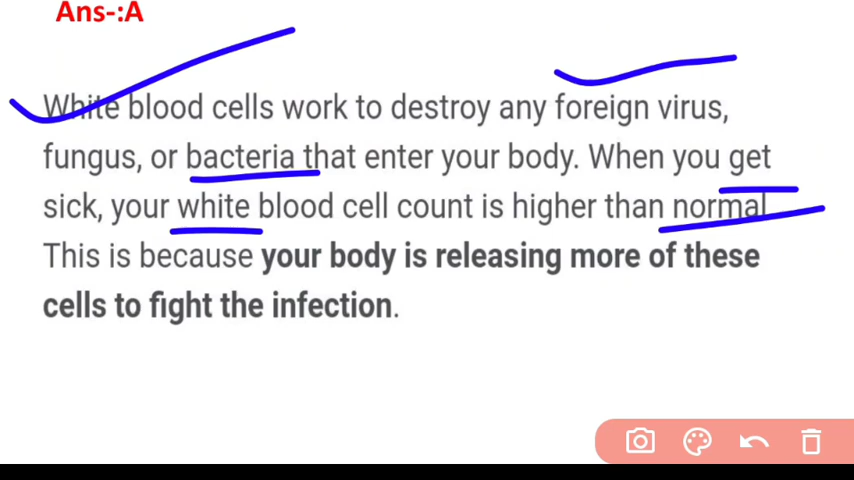 Ans-:A
White blood cells work to destroy any foreign virus,
fungus, or bacteria that enter your body. When you get
sick, your white blood cell count is higher than normal
This is because your body is releasing more of these
cells to fight the infection.